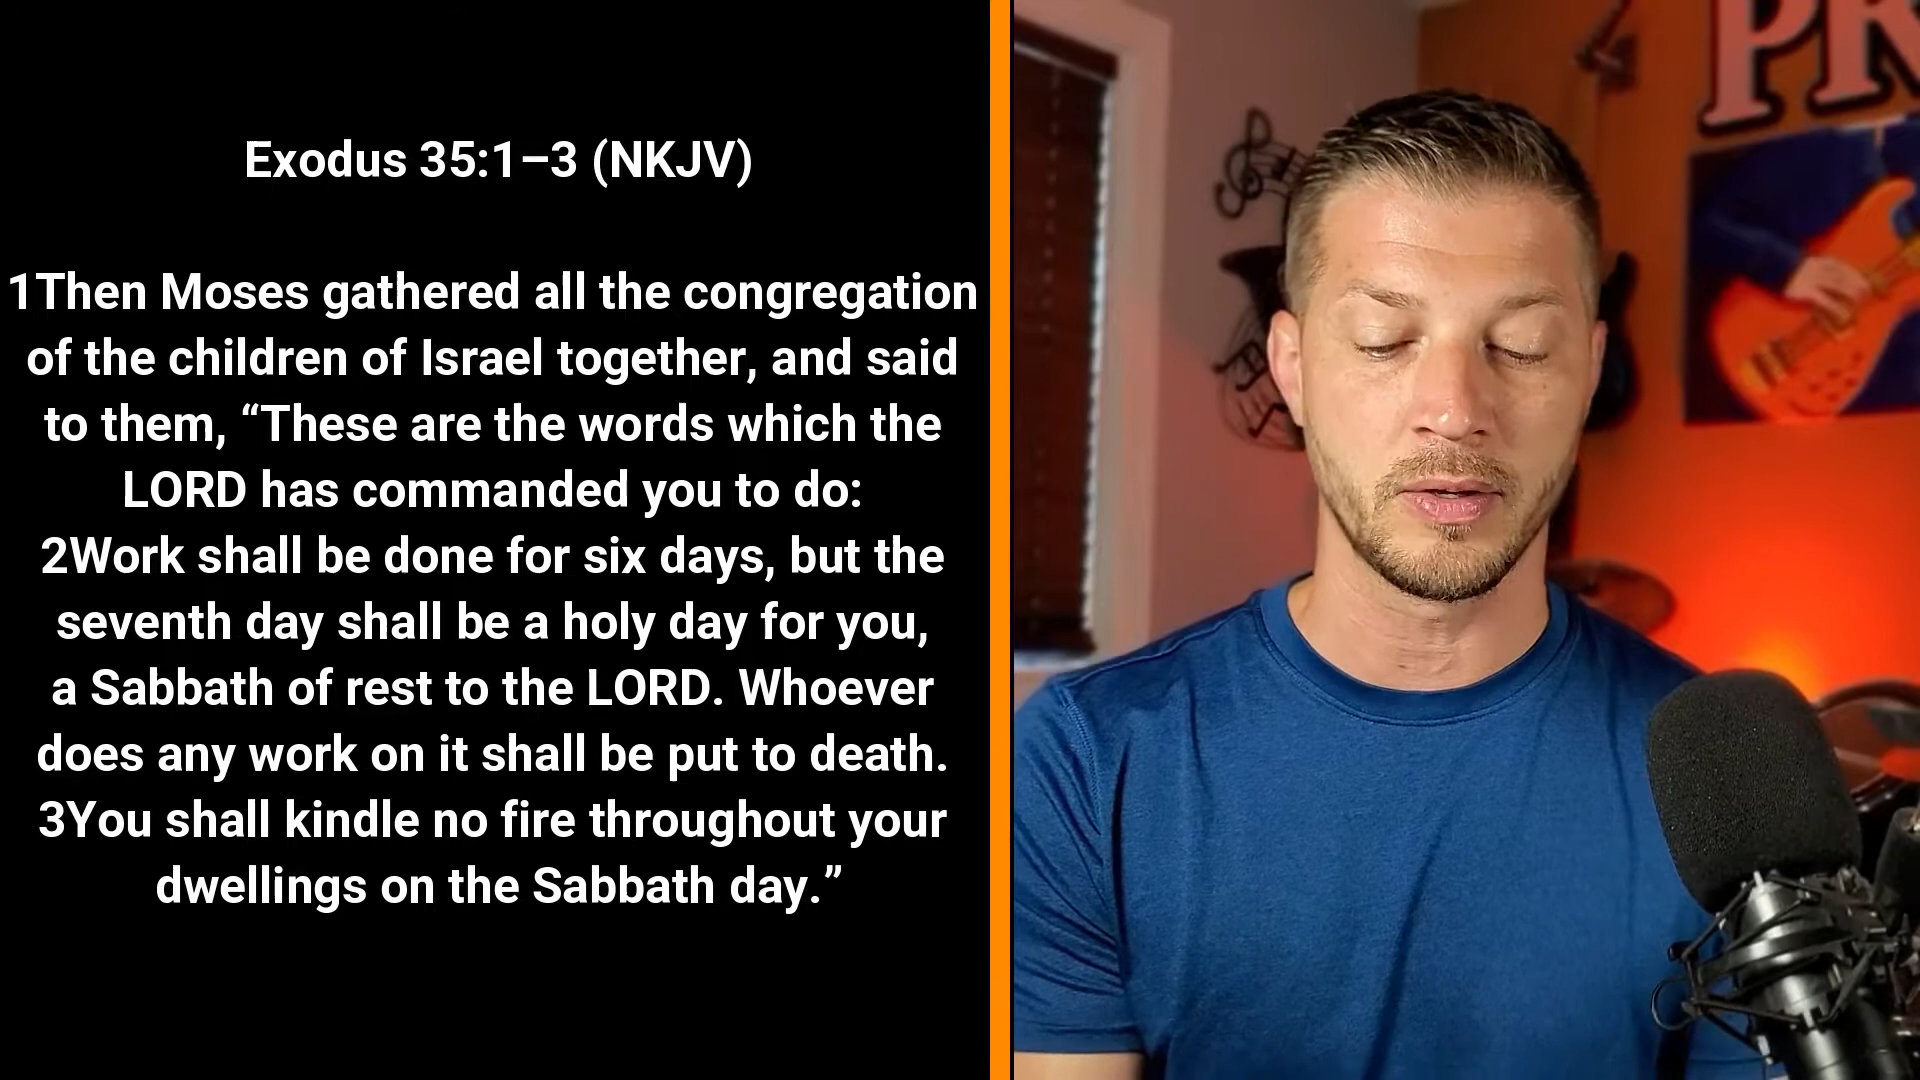 Exodus 35:1–3 (NKJV)
1Then Moses gathered all the congregation
of the children of Israel together, and said
to them, “These are the words which the
LORD has commanded you to do:
2Work shall be done for six days, but the
seventh day shall be a holy day for you,
a Sabbath of rest to the LORD. Whoever
does any work on it shall be put to death.
3You shall kindle no fire throughout your
dwellings on the Sabbath day.”
PR